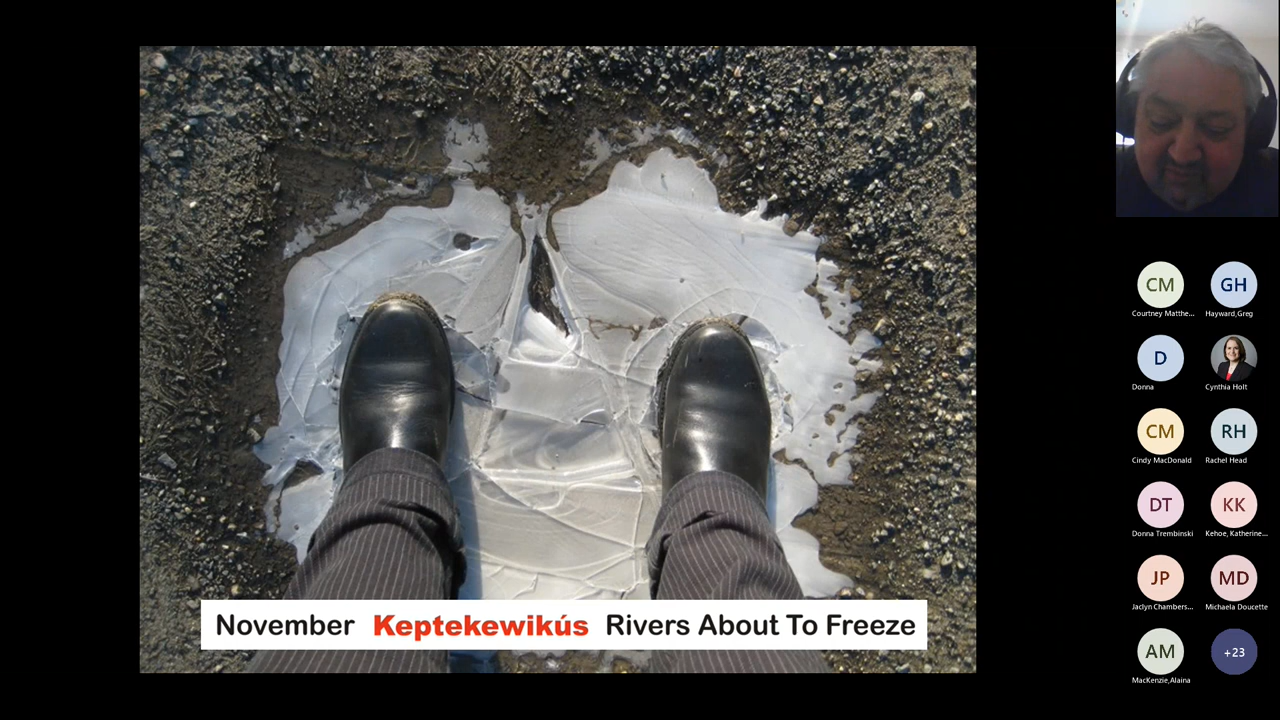 November Keptekewikús Rivers About To Freeze
CM
GH
Courtney Matthe...
Hayward,Greg
D
Donna
Cynthia Holt
CM
RH
Cindy MacDonald
Rachel Head
DT
KK
Donna Trembinski
Kehoe, Katherine...
JP
MD
Jaclyn Chambers...
Michaela Doucette
AM
+23
MacKenzie,Alaina